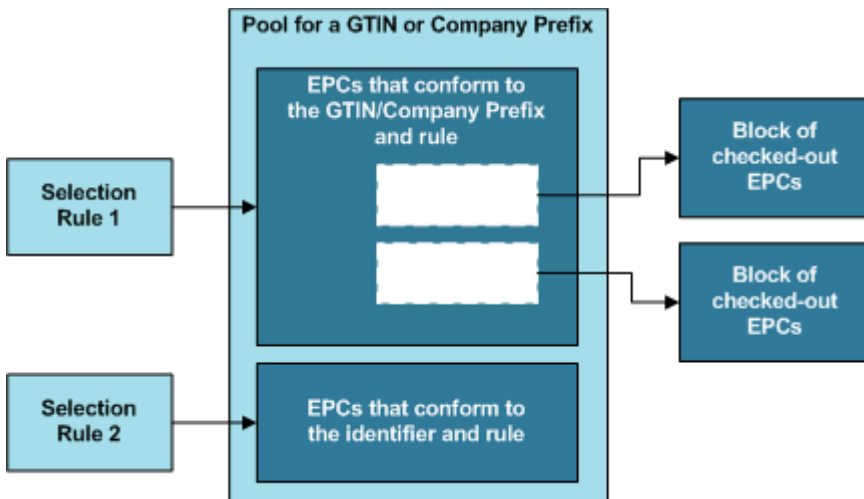 Pool for a GTIN or Company Prefix
EPCs that conform to
the GTIN/Company Prefix
and rule
Selection
Rule 1
Block of
checked-out
EPCs
Block of
checked-out
EPCs
Selection
Rule 2
EPCs that conform to
the identifier and rule